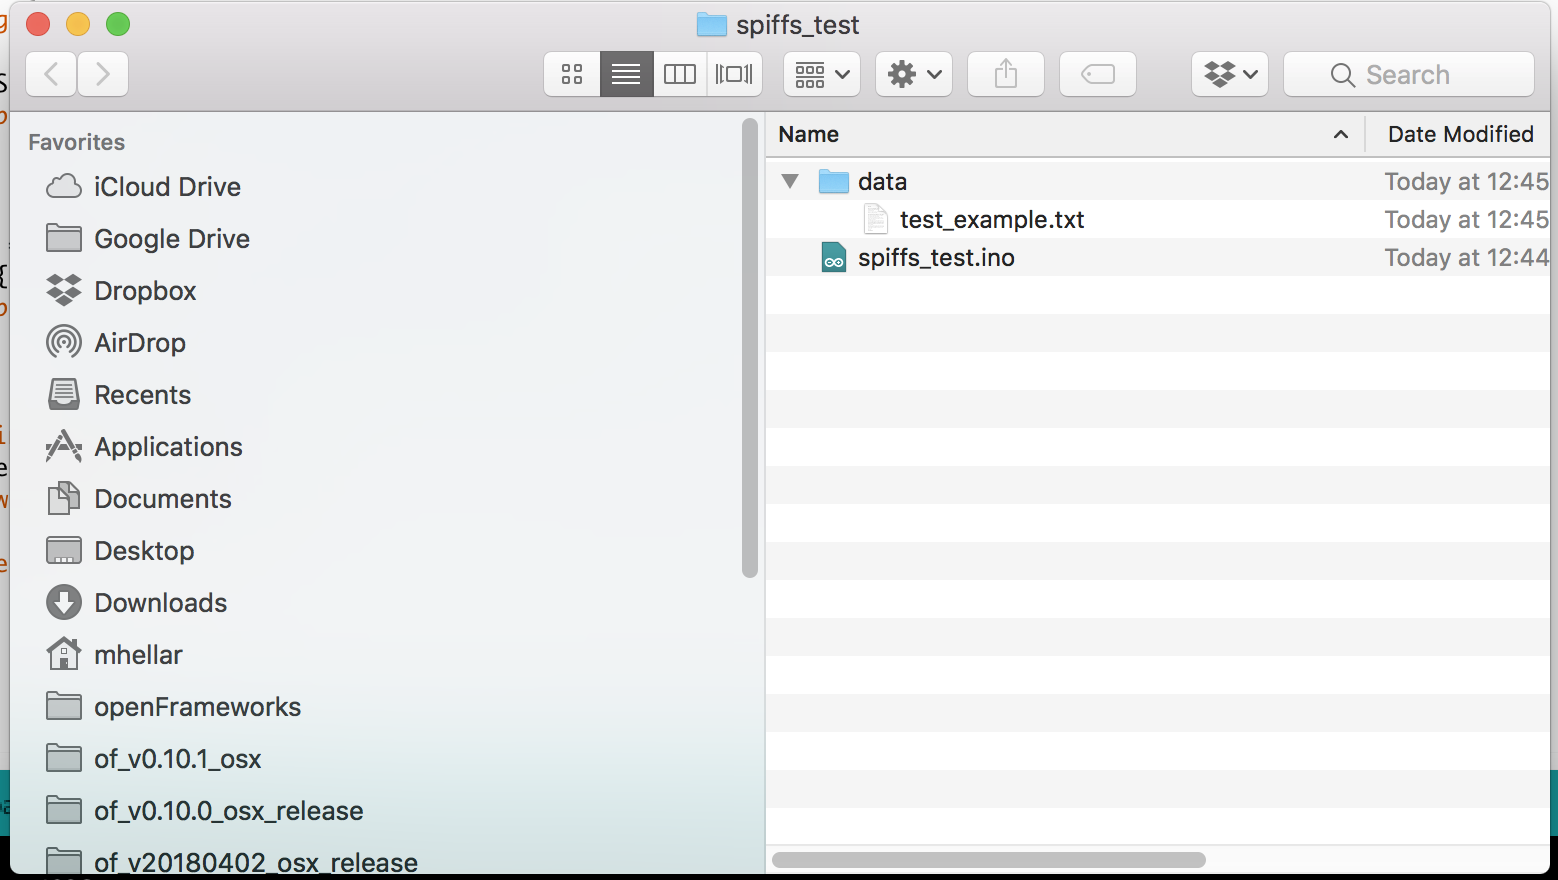 spiffs_test
Search
Favorites
iCloud Drive
Google Drive
Dropbox
AirDrop
Recents
Applications
Documents
Desktop
Downloads
mhellar
openFrameworks
of_v0.10.1_osx
of_v0.10.0_osx_release
of_v20180402_osx_release
Name Date Modified
data Today at 12:45
test_example.txt Today at 12:45
spiffs_test.ino Today at 12:44